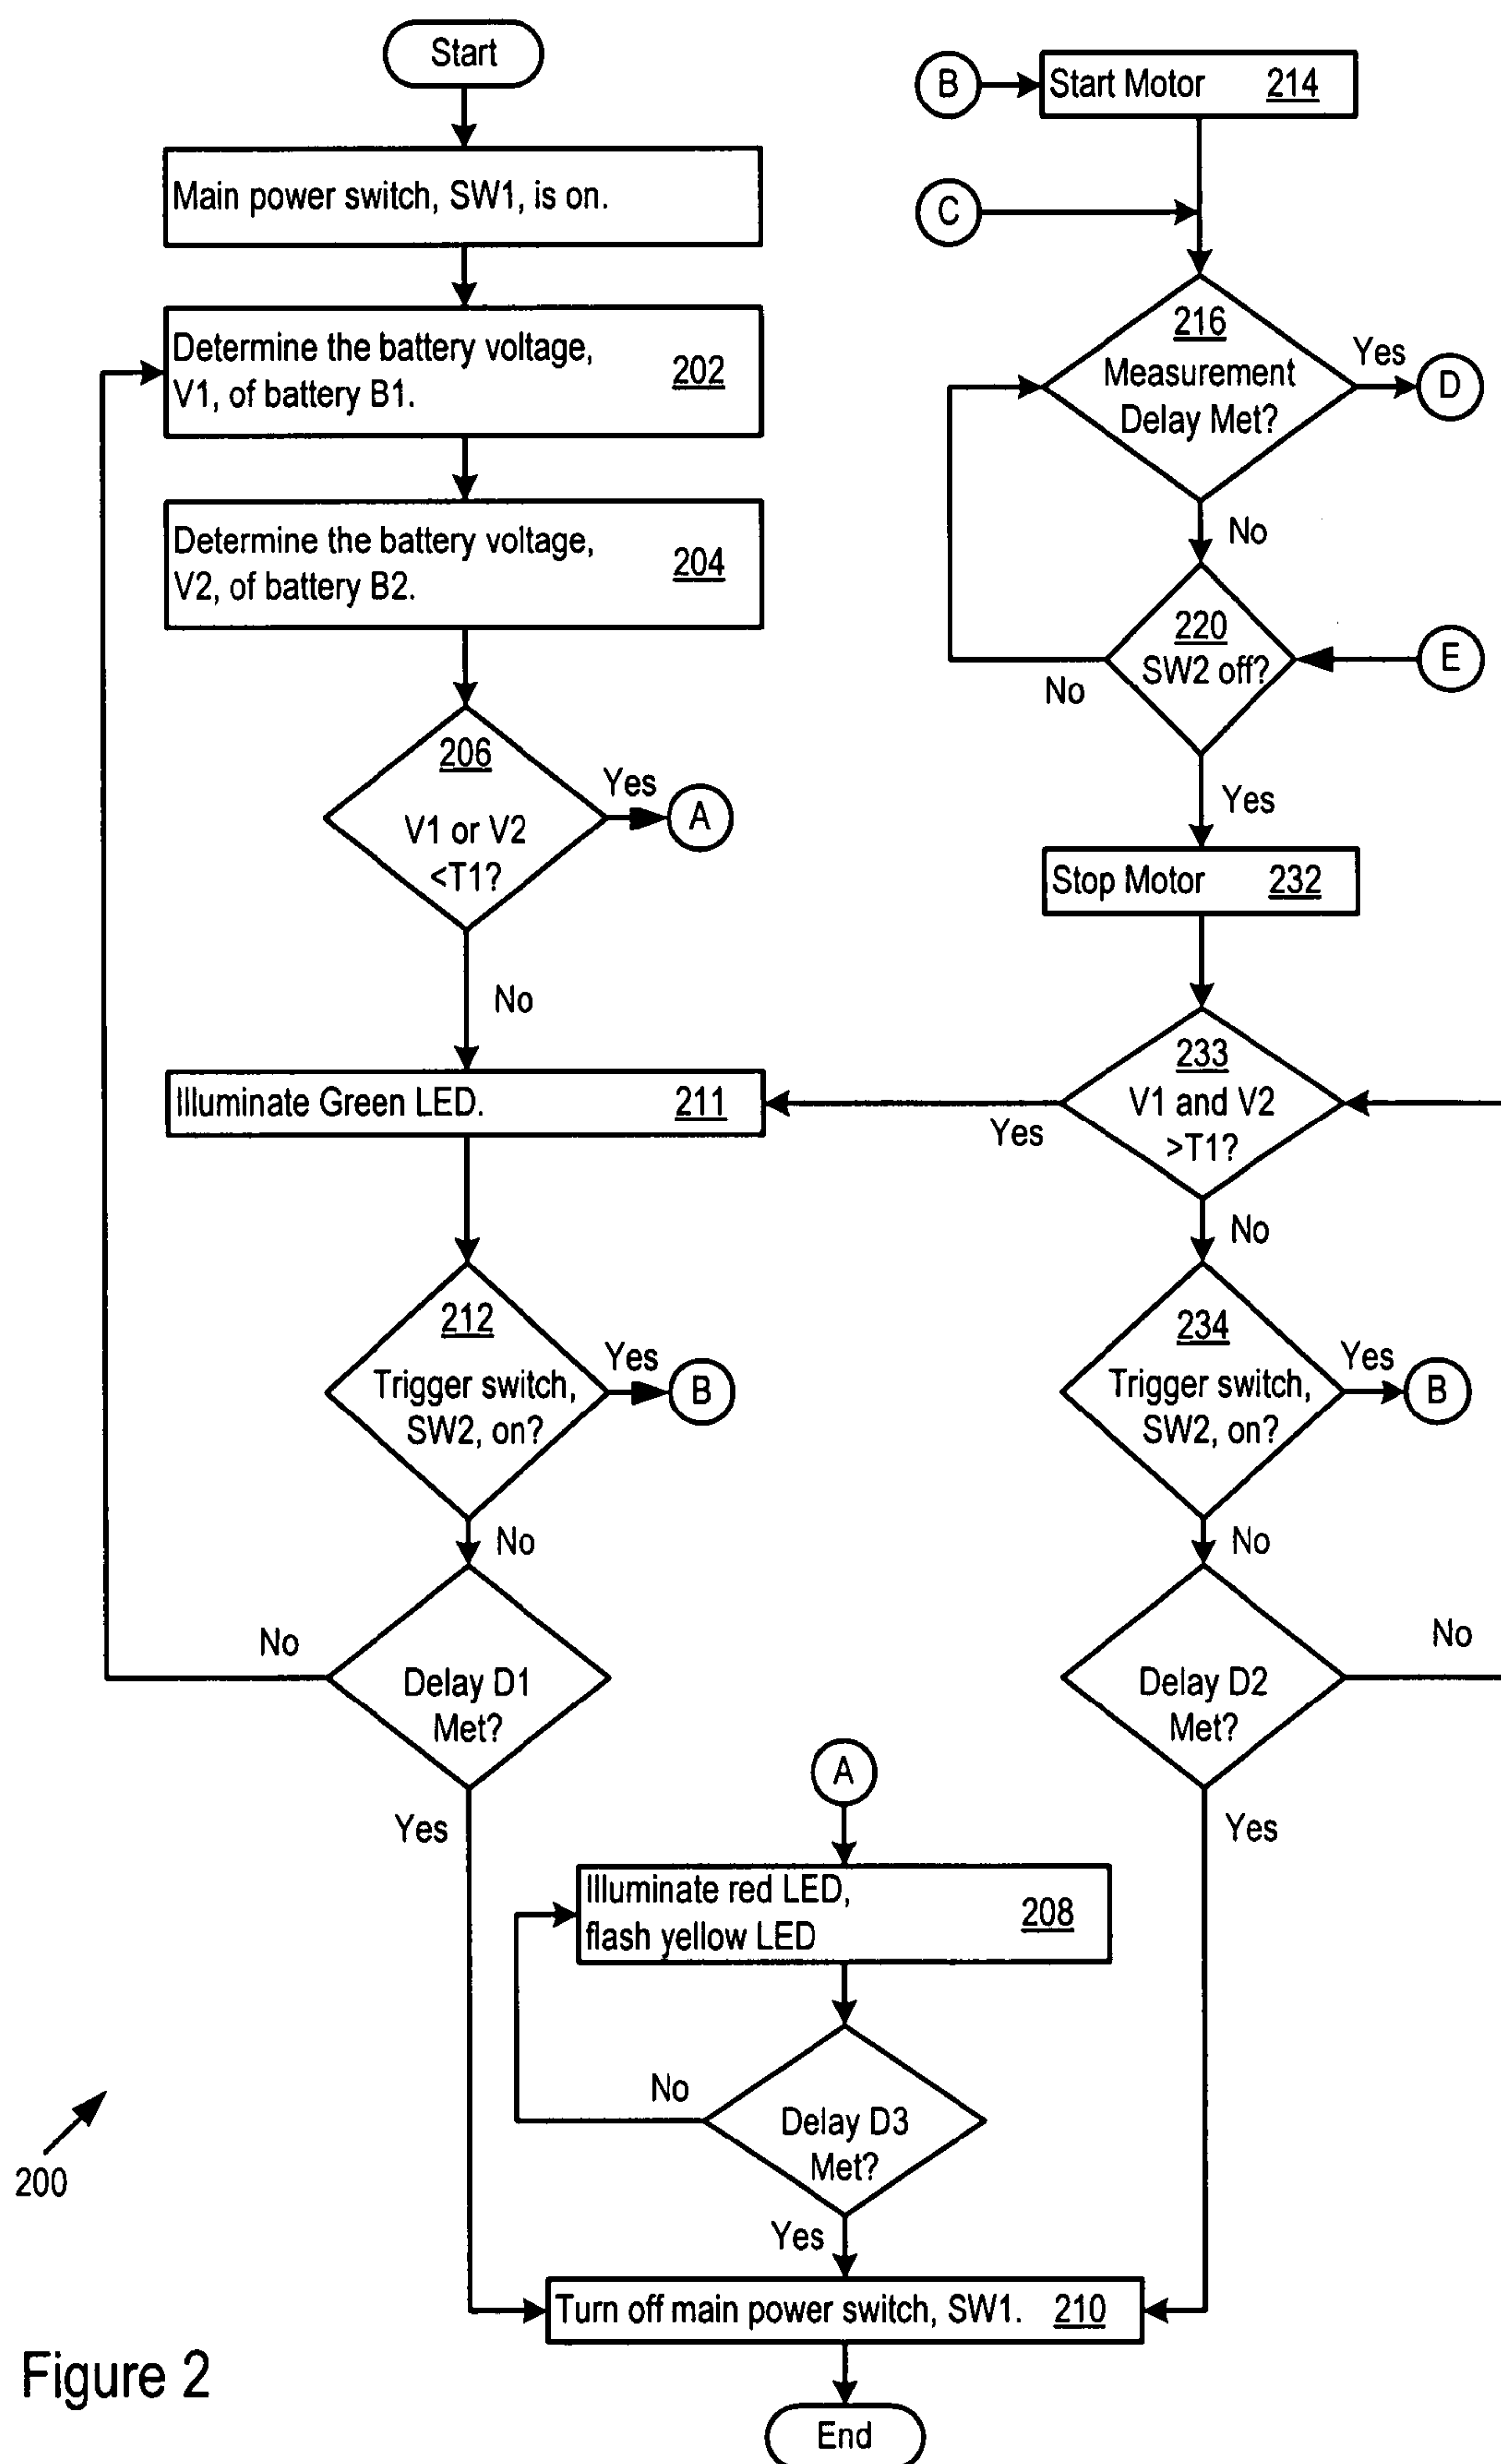 Start
Main power switch, SW1, is on.
Determine the battery voltage,
V1, of battery B1.
202
Determine the battery voltage,
V2, of battery B2.
204
206
V1 or V2
<T1?
Yes
A
No
Illuminate Green LED.
211
212
Trigger switch,
SW2, on?
Yes
B
No
Delay D1
Met?
No
Yes
B
Start Motor
214
C
216
Measurement
Delay Met?
Yes
D
No
220
SW2 off?
E
No
Yes
Stop Motor
232
233
V1 and V2
>T1?
Yes
No
234
Trigger switch,
SW2, on?
Yes
B
No
Delay D2
Met?
No
Yes
A
Illuminate red LED,
flash yellow LED
208
Delay D3
Met?
No
Yes
Turn off main power switch, SW1.
210
End
200
Figure 2